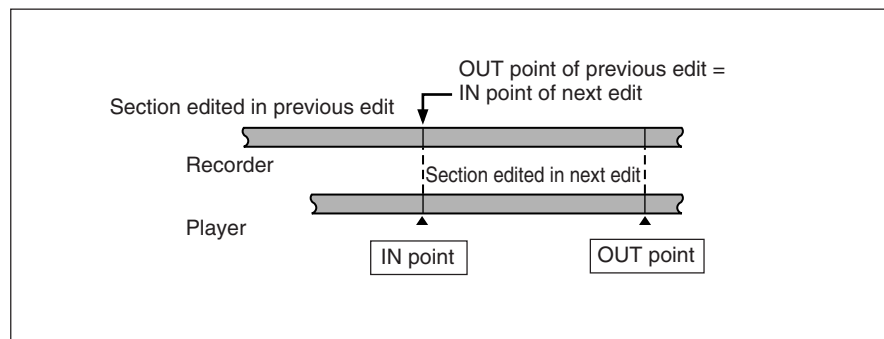 OUT point of previous edit =
IN point of next edit
Section edited in previous edit
Recorder
Section edited in next edit
Player
IN point
OUT point